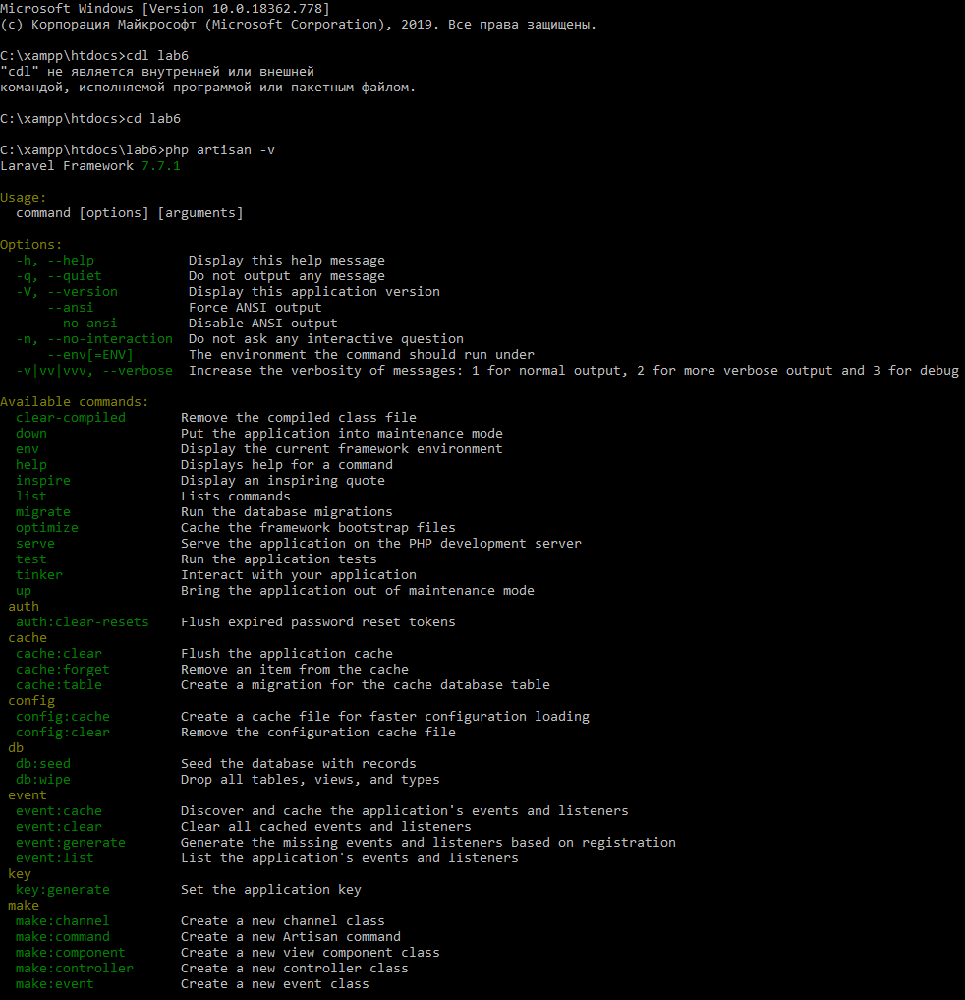 Microsoft Windows [Version 10.0.18362.778]
(c) Корпорация Майкрософт (Microsoft Corporation), 2019. Все права защищены.
C:\xampp\htdocs>cdl lab6
"cdl" не является внутренней или внешней
командой, исполняемой программой или пакетным файлом.
C:\xampp\htdocs>cd lab6
C:\xampp\htdocs\lab6>php artisan -v
Laravel Framework 7.7.1
Usage:
  command [options] [arguments]
Options:
  -h, --help            Display this help message
  -q, --quiet           Do not output any message
  -V, --version         Display this application version
      --ansi            Force ANSI output
      --no-ansi         Disable ANSI output
  -n, --no-interaction  Do not ask any interactive question
      --env[=ENV]       The environment the command should run under
  -v|vv|vvv, --verbose  Increase the verbosity of messages: 1 for normal output, 2 for more verbose output and 3 for debug
Available commands:
  clear-compiled       Remove the compiled class file
  down                 Put the application into maintenance mode
  env                  Display the current framework environment
  help                 Displays help for a command
  inspire              Display an inspiring quote
  list                 Lists commands
  migrate              Run the database migrations
  optimize             Cache the framework bootstrap files
  serve                Serve the application on the PHP development server
  test                 Run the application tests
  tinker               Interact with your application
  up                   Bring the application out of maintenance mode
 auth
  auth:clear-resets    Flush expired password reset tokens
 cache
  cache:clear          Flush the application cache
  cache:forget         Remove an item from the cache
  cache:table          Create a migration for the cache database table
 config
  config:cache         Create a cache file for faster configuration loading
  config:clear         Remove the configuration cache file
 db
  db:seed              Seed the database with records
  db:wipe              Drop all tables, views, and types
 event
  event:cache          Discover and cache the application's events and listeners
  event:clear          Clear all cached events and listeners
  event:generate       Generate the missing events and listeners based on registration
  event:list           List the application's events and listeners
 key
  key:generate         Set the application key
 make
  make:channel         Create a new channel class
  make:command         Create a new Artisan command
  make:component       Create a new view component class
  make:controller      Create a new controller class
  make:event           Create a new event class